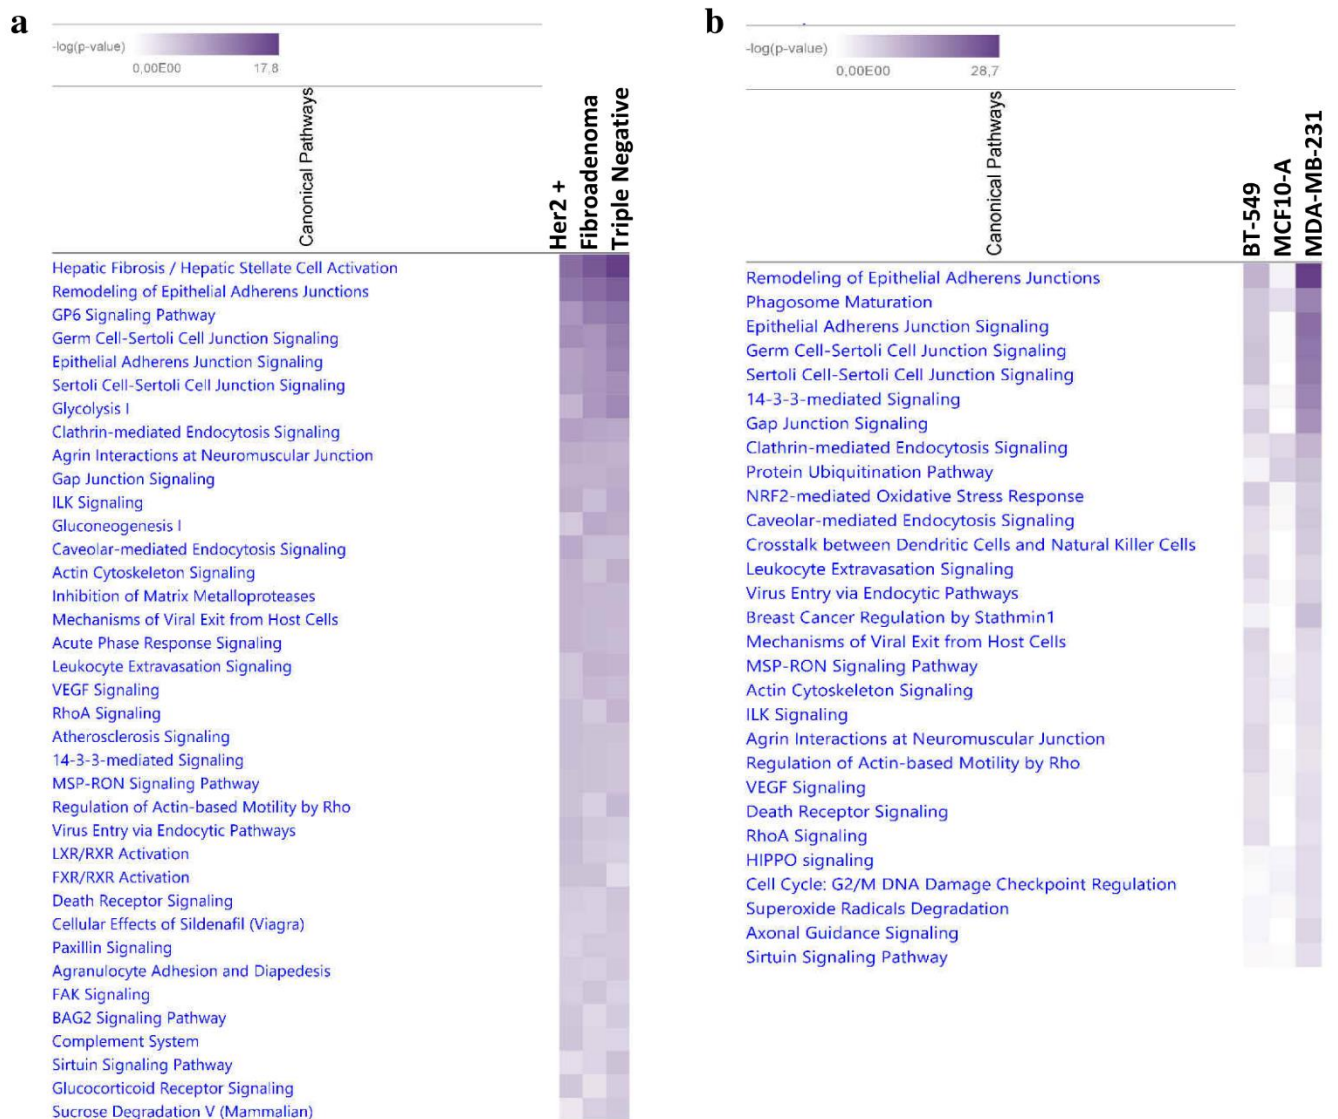 a
-log(p-value)
0,00E00 17,8
Canonical Pathways
Her2 +
Fibroadenoma
Triple Negative
Hepatic Fibrosis / Hepatic Stellate Cell Activation
Remodeling of Epithelial Adherens Junctions
GP6 Signaling Pathway
Germ Cell-Sertoli Cell Junction Signaling
Epithelial Adherens Junction Signaling
Sertoli Cell-Sertoli Cell Junction Signaling
Glycolysis I
Clathrin-mediated Endocytosis Signaling
Agrin Interactions at Neuromuscular Junction
Gap Junction Signaling
ILK Signaling
Gluconeogenesis I
Caveolar-mediated Endocytosis Signaling
Actin Cytoskeleton Signaling
Inhibition of Matrix Metalloproteases
Mechanisms of Viral Exit from Host Cells
Acute Phase Response Signaling
Leukocyte Extravasation Signaling
VEGF Signaling
RhoA Signaling
Atherosclerosis Signaling
14-3-3-mediated Signaling
MSP-RON Signaling Pathway
Regulation of Actin-based Motility by Rho
Virus Entry via Endocytic Pathways
LXR/RXR Activation
FXR/RXR Activation
Death Receptor Signaling
Cellular Effects of Sildenafil (Viagra)
Paxillin Signaling
Agranulocyte Adhesion and Diapedesis
FAK Signaling
BAG2 Signaling Pathway
Complement System
Sirtuin Signaling Pathway
Glucocorticoid Receptor Signaling
Sucrose Degradation V (Mammalian)
b
-log(p-value)
0,00E00 28,7
Canonical Pathways
BT-549
MCF10-A
MDA-MB-231
Remodeling of Epithelial Adherens Junctions
Phagosome Maturation
Epithelial Adherens Junction Signaling
Germ Cell-Sertoli Cell Junction Signaling
Sertoli Cell-Sertoli Cell Junction Signaling
14-3-3-mediated Signaling
Gap Junction Signaling
Clathrin-mediated Endocytosis Signaling
Protein Ubiquitination Pathway
NRF2-mediated Oxidative Stress Response
Caveolar-mediated Endocytosis Signaling
Crosstalk between Dendritic Cells and Natural Killer Cells
Leukocyte Extravasation Signaling
Virus Entry via Endocytic Pathways
Breast Cancer Regulation by Stathmin1
Mechanisms of Viral Exit from Host Cells
MSP-RON Signaling Pathway
Actin Cytoskeleton Signaling
ILK Signaling
Agrin Interactions at Neuromuscular Junction
Regulation of Actin-based Motility by Rho
VEGF Signaling
Death Receptor Signaling
RhoA Signaling
HIPPO signaling
Cell Cycle: G2/M DNA Damage Checkpoint Regulation
Superoxide Radicals Degradation
Axonal Guidance Signaling
Sirtuin Signaling Pathway